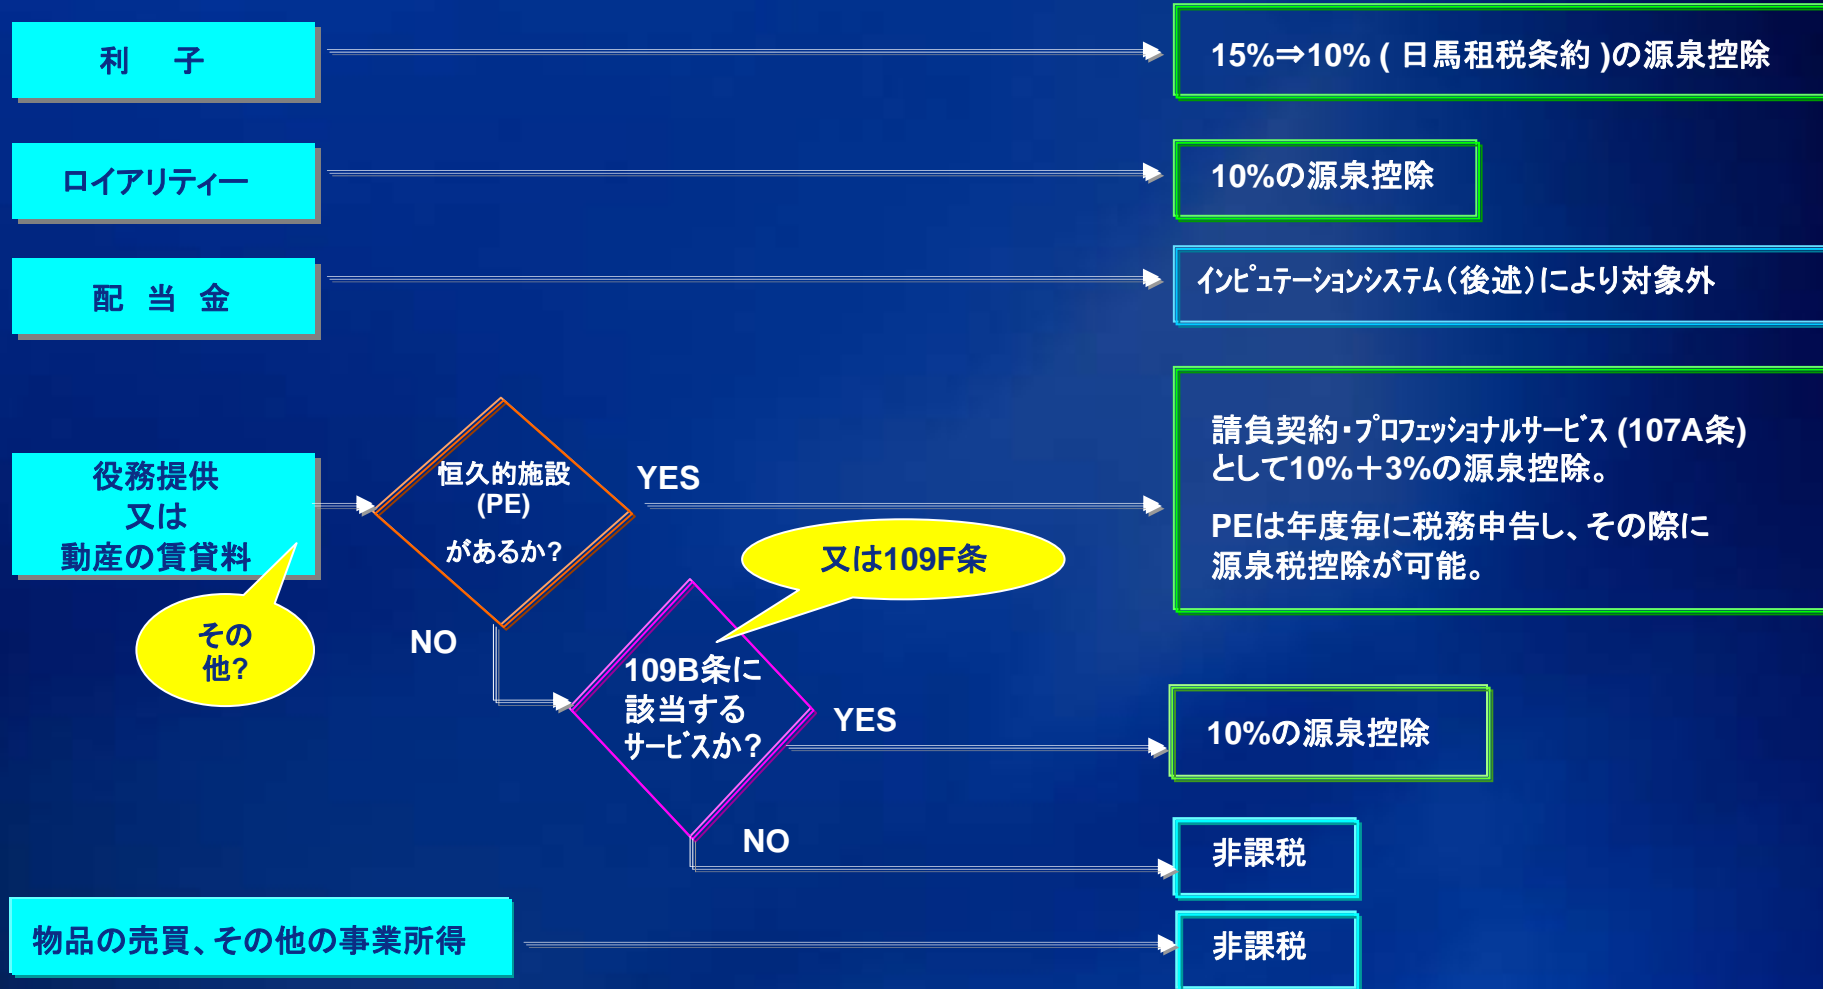 利 子
15%⇒10% ( 日馬租税条約 )の源泉控除
ロイアリティー
10%の源泉控除
配 当 金
ｲﾝﾋﾟｭﾃｰｼｮﾝｼｽﾃﾑ（後述）により対象外
役務提供
又は
動産の賃貸料
その
他?
恒久的施設
(PE)
があるか?
YES
請負契約・ﾌﾟﾛﾌｪｯｼｮﾅﾙｻｰﾋﾞｽ (107A条)
として10%＋3%の源泉控除。
PEは年度毎に税務申告し、その際に
源泉税控除が可能。
NO
又は109F条
109B条に
該当する
ｻｰﾋﾞｽか?
YES
10%の源泉控除
NO
非課税
物品の売買、その他の事業所得
非課税